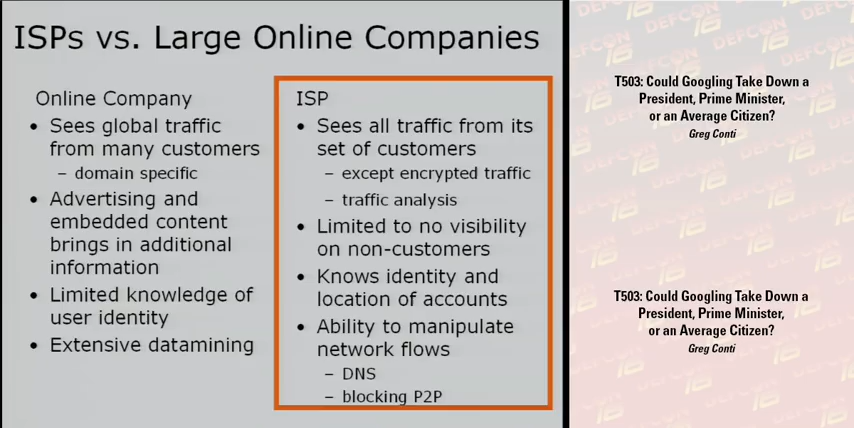 ISPs vs. Large Online Companies
Online Company
• Sees global traffic
from many customers
– domain specific
• Advertising and
embedded content
brings in additional
information
• Limited knowledge of
user identity
• Extensive datamining
ISP
• Sees all traffic from its
set of customers
– except encrypted traffic
– traffic analysis
• Limited to no visibility
on non-customers
• Knows identity and
location of accounts
• Ability to manipulate
network flows
– DNS
– blocking P2P
T503: Could Googling Take Down a
President, Prime Minister,
or an Average Citizen?
Greg Conti
T503: Could Googling Take Down a
President, Prime Minister,
or an Average Citizen?
Greg Conti
DEFCON
16